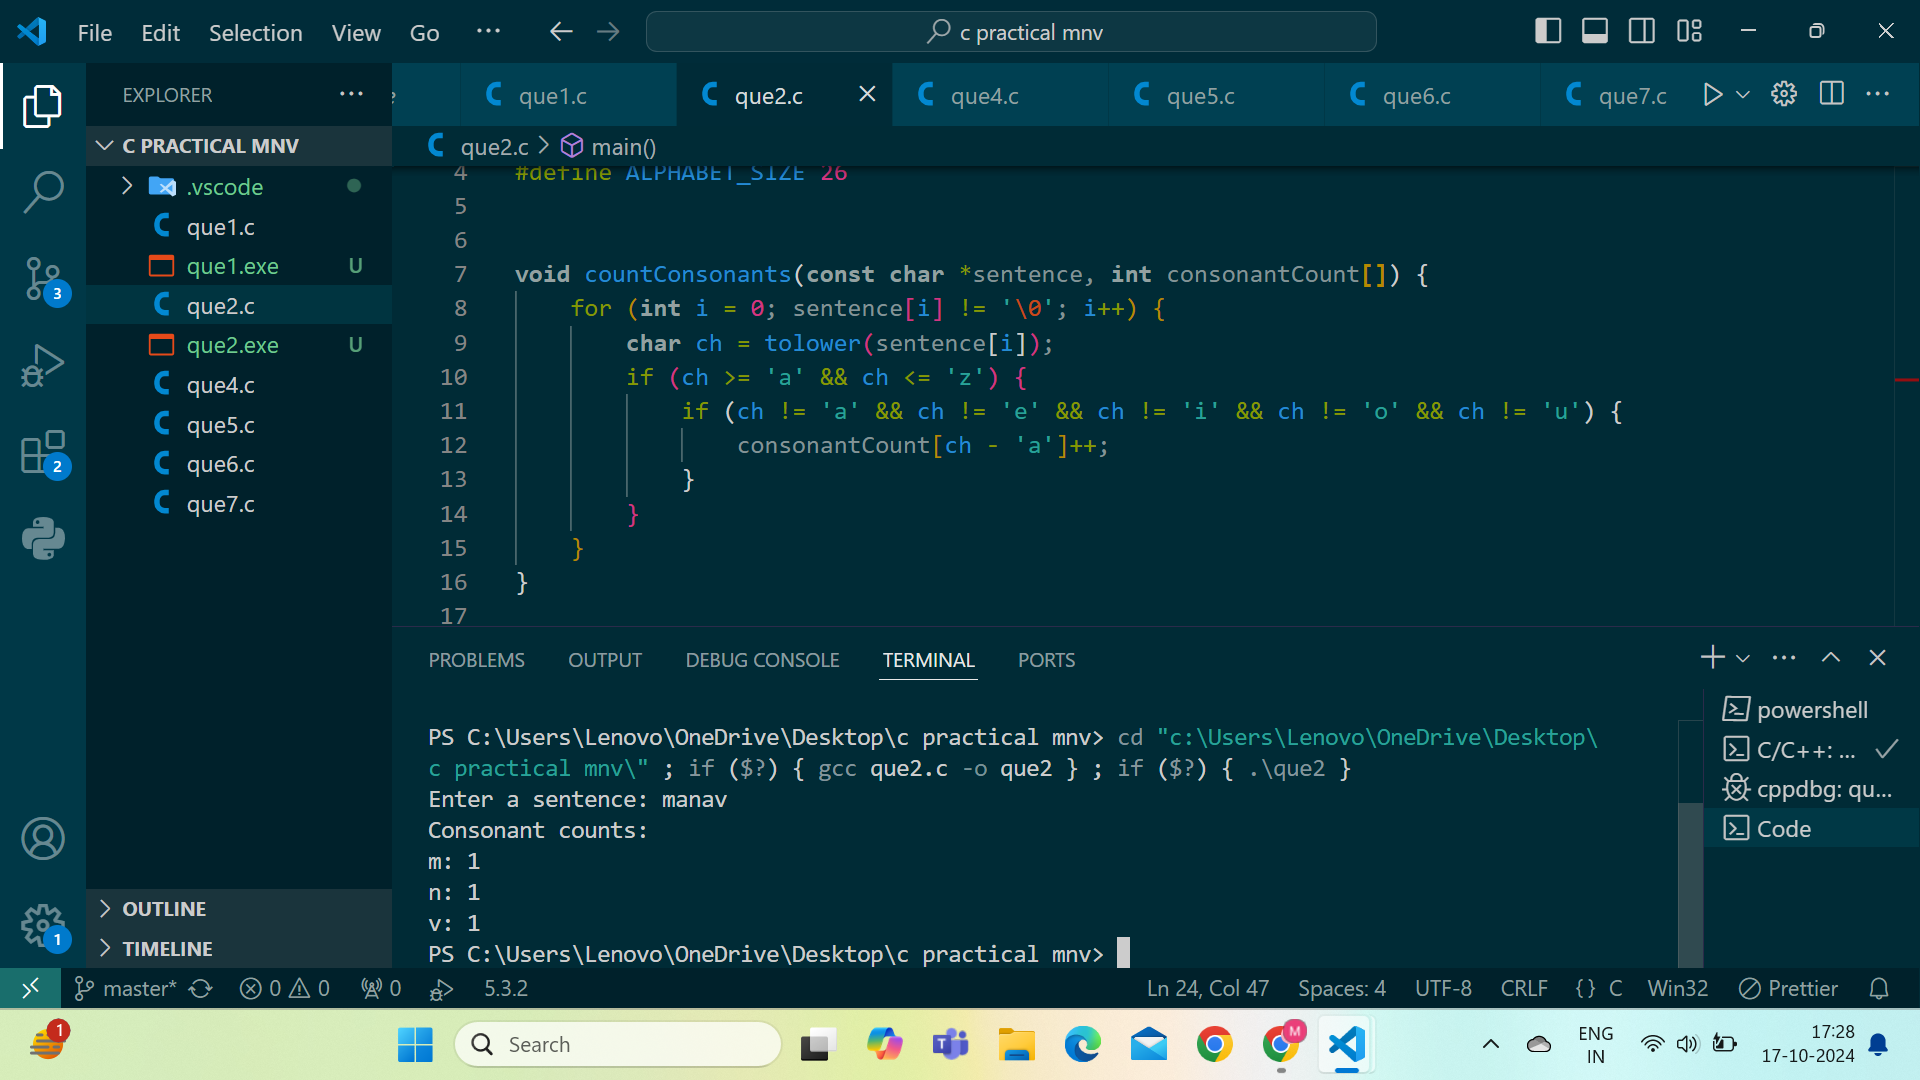 File Edit Selection View Go ··· c practical mnv
EXPLORER ···
que1.c que2.c que4.c que5.c que6.c que7.c ···
C PRACTICAL MNV
.vscode
que1.c
que1.exe U
que2.c
que2.exe U
que4.c
que5.c
que6.c
que7.c
OUTLINE
TIMELINE
3
2
1
que2.c > main()
4 #define ALPHABET_SIZE 26
5
6
7 void countConsonants(const char *sentence, int consonantCount[]) {
8 for (int i = 0; sentence[i] != '\0'; i++) {
9 char ch = tolower(sentence[i]);
10 if (ch >= 'a' && ch <= 'z') {
11 if (ch != 'a' && ch != 'e' && ch != 'i' && ch != 'o' && ch != 'u') {
12 consonantCount[ch - 'a']++;
13 }
14 }
15 }
16 }
17
PROBLEMS OUTPUT DEBUG CONSOLE TERMINAL PORTS
PS C:\Users\Lenovo\OneDrive\Desktop\c practical mnv> cd "c:\Users\Lenovo\OneDrive\Desktop\
c practical mnv\" ; if ($?) { gcc que2.c -o que2 } ; if ($?) { .\que2 }
Enter a sentence: manav
Consonant counts:
m: 1
n: 1
v: 1
PS C:\Users\Lenovo\OneDrive\Desktop\c practical mnv>
powershell
C/C++: ...
cppdbg: qu...
Code
master* 0 0 0 5.3.2 Ln 24, Col 47 Spaces: 4 UTF-8 CRLF {} C Win32 Prettier
1 Search T M ENG
IN
17:28
17-10-2024